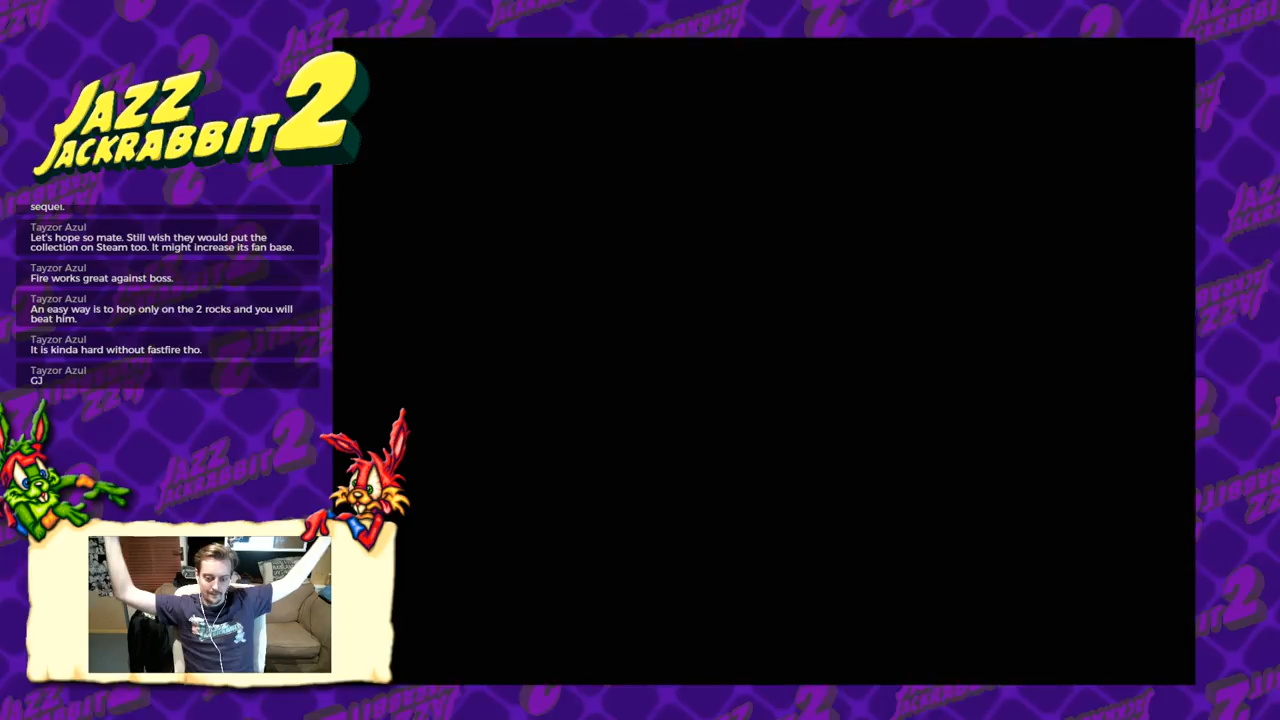 JAZZ
JACKRABBIT 2
sequel.
Tayzor Azul
Let's hope so mate. Still wish they would put the
collection on Steam too. It might increase its fan base.
Tayzor Azul
Fire works great against boss.
Tayzor Azul
An easy way is to hop only on the 2 rocks and you will
beat him.
Tayzor Azul
It is kinda hard without fastfire tho.
Tayzor Azul
GJ